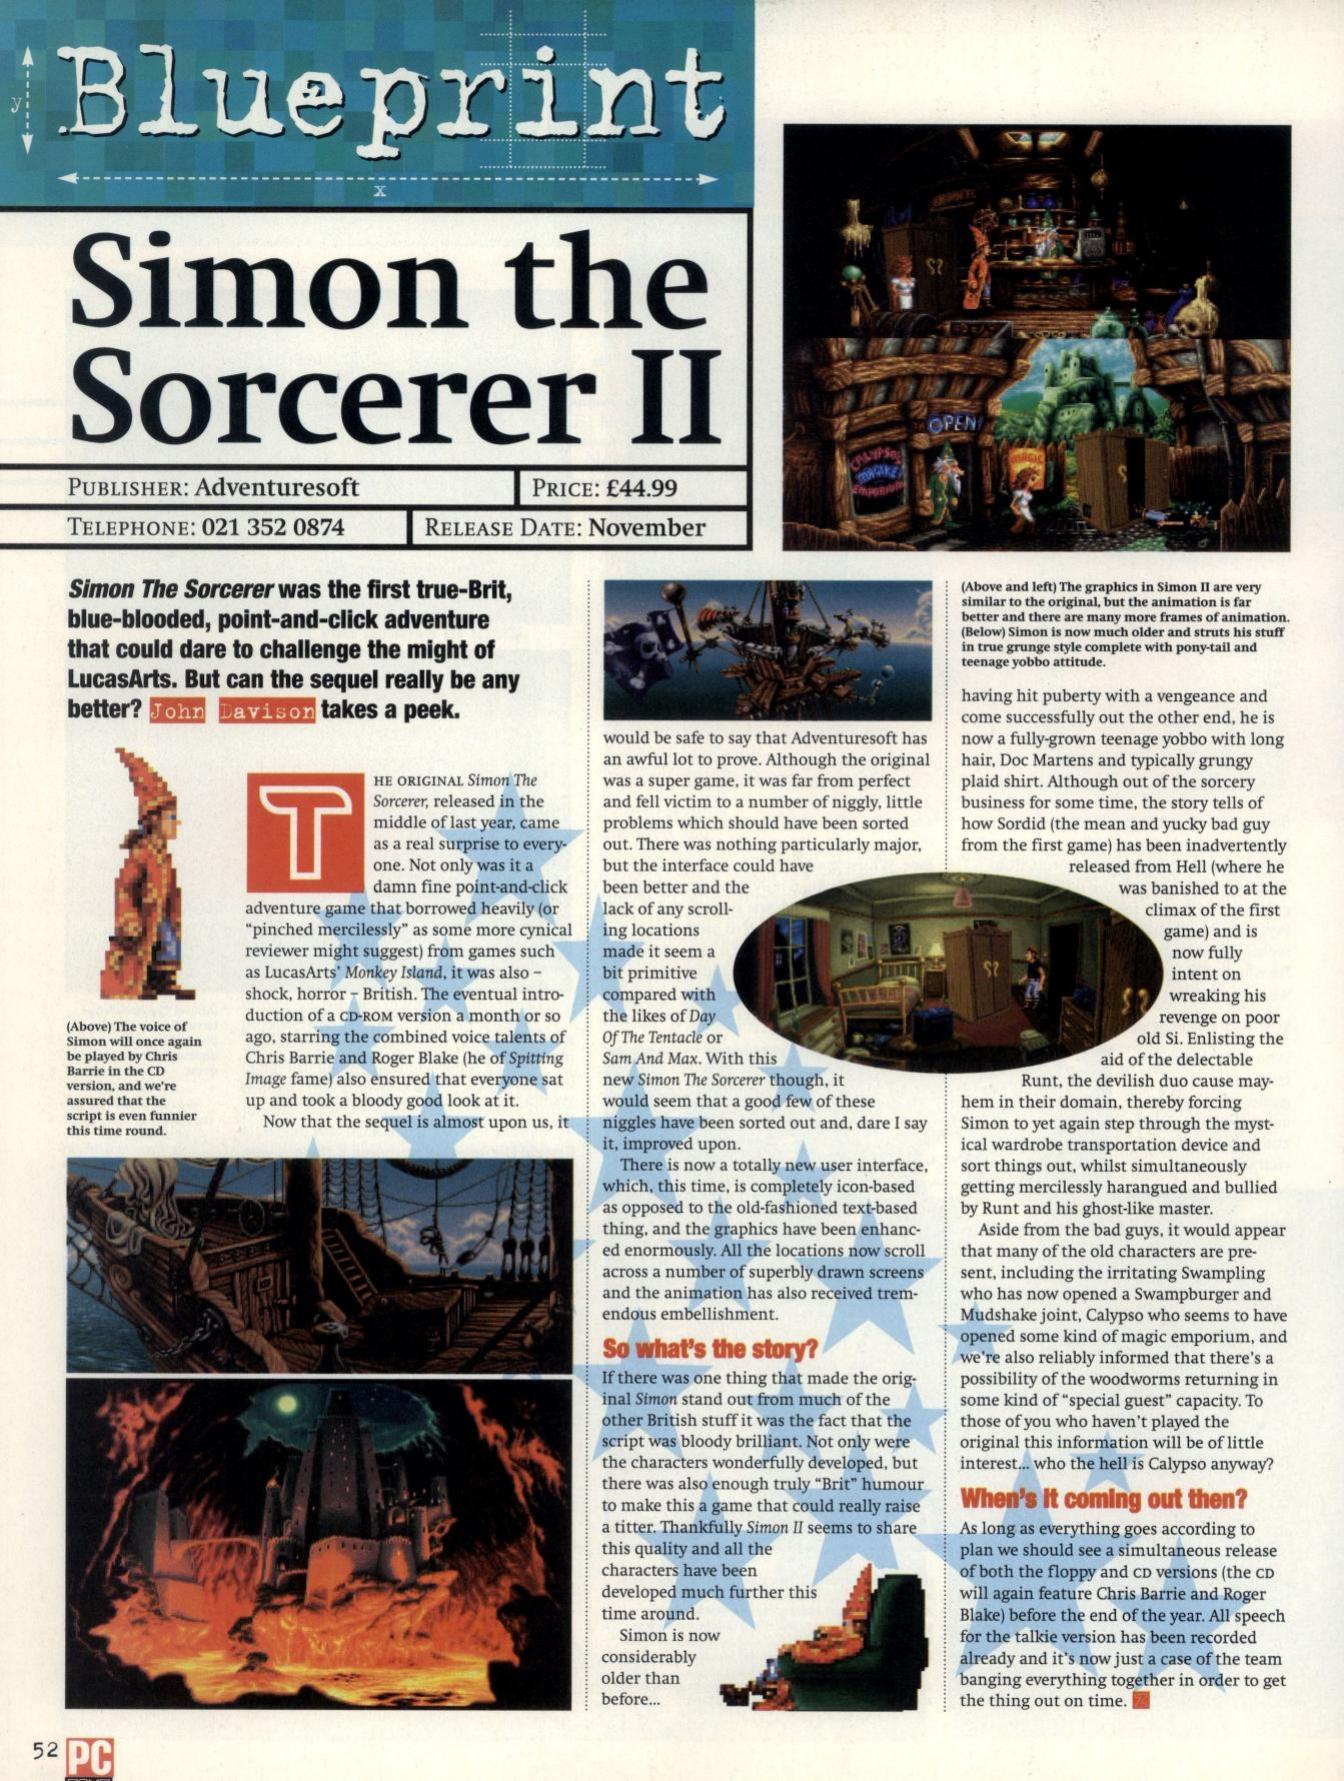 y
Blueprint
x
Simon the
Sorcerer II
PUBLISHER: Adventuresoft
PRICE: £44.99
TELEPHONE: 021 352 0874
RELEASE DATE: November
OPEN
CALYPSO'S
MAGIKE
EMPORIUM
MAGIC
Simon The Sorcerer was the first true-Brit,
blue-blooded, point-and-click adventure
that could dare to challenge the might of
LucasArts. But can the sequel really be any
better? John Davison takes a peek.
(Above) The voice of
Simon will once again
be played by Chris
Barrie in the CD
version, and we're
assured that the
script is even funnier
this time round.
THE ORIGINAL Simon The
Sorcerer, released in the
middle of last year, came
as a real surprise to every-
one. Not only was it a
damn fine point-and-click
adventure game that borrowed heavily (or
"pinched mercilessly" as some more cynical
reviewer might suggest) from games such
as LucasArts' Monkey Island, it was also –
shock, horror – British. The eventual intro-
duction of a CD-ROM version a month or so
ago, starring the combined voice talents of
Chris Barrie and Roger Blake (he of Spitting
Image fame) also ensured that everyone sat
up and took a bloody good look at it.
Now that the sequel is almost upon us, it
would be safe to say that Adventuresoft has
an awful lot to prove. Although the original
was a super game, it was far from perfect
and fell victim to a number of niggly, little
problems which should have been sorted
out. There was nothing particularly major,
but the interface could have
been better and the
lack of any scroll-
ing locations
made it seem a
bit primitive
compared with
the likes of Day
Of The Tentacle or
Sam And Max. With this
new Simon The Sorcerer though, it
would seem that a good few of these
niggles have been sorted out and, dare I say
it, improved upon.
There is now a totally new user interface,
which, this time, is completely icon-based
as opposed to the old-fashioned text-based
thing, and the graphics have been enhanc-
ed enormously. All the locations now scroll
across a number of superbly drawn screens
and the animation has also received trem-
endous embellishment.
So what's the story?
If there was one thing that made the orig-
inal Simon stand out from much of the
other British stuff it was the fact that the
script was bloody brilliant. Not only were
the characters wonderfully developed, but
there was also enough truly "Brit" humour
to make this a game that could really raise
a titter. Thankfully Simon II seems to share
this quality and all the
characters have been
developed much further this
time around.
Simon is now
considerably
older than
before...
(Above and left) The graphics in Simon II are very
similar to the original, but the animation is far
better and there are many more frames of animation.
(Below) Simon is now much older and struts his stuff
in true grunge style complete with pony-tail and
teenage yobbo attitude.
having hit puberty with a vengeance and
come successfully out the other end, he is
now a fully-grown teenage yobbo with long
hair, Doc Martens and typically grungy
plaid shirt. Although out of the sorcery
business for some time, the story tells of
how Sordid (the mean and yucky bad guy
from the first game) has been inadvertently
released from Hell (where he
was banished to at the
climax of the first
game) and is
now fully
intent on
wreaking his
revenge on poor
old Si. Enlisting the
aid of the delectable
Runt, the devilish duo cause may-
hem in their domain, thereby forcing
Simon to yet again step through the myst-
ical wardrobe transportation device and
sort things out, whilst simultaneously
getting mercilessly harangued and bullied
by Runt and his ghost-like master.
Aside from the bad guys, it would appear
that many of the old characters are pre-
sent, including the irritating Swampling
who has now opened a Swampburger and
Mudshake joint, Calypso who seems to have
opened some kind of magic emporium, and
we're also reliably informed that there's a
possibility of the woodworms returning in
some kind of "special guest" capacity. To
those of you who haven't played the
original this information will be of little
interest... who the hell is Calypso anyway?
When's it coming out then?
As long as everything goes according to
plan we should see a simultaneous release
of both the floppy and CD versions (the CD
will again feature Chris Barrie and Roger
Blake) before the end of the year. All speech
for the talkie version has been recorded
already and it's now just a case of the team
banging everything together in order to get
the thing out on time.
52 PC